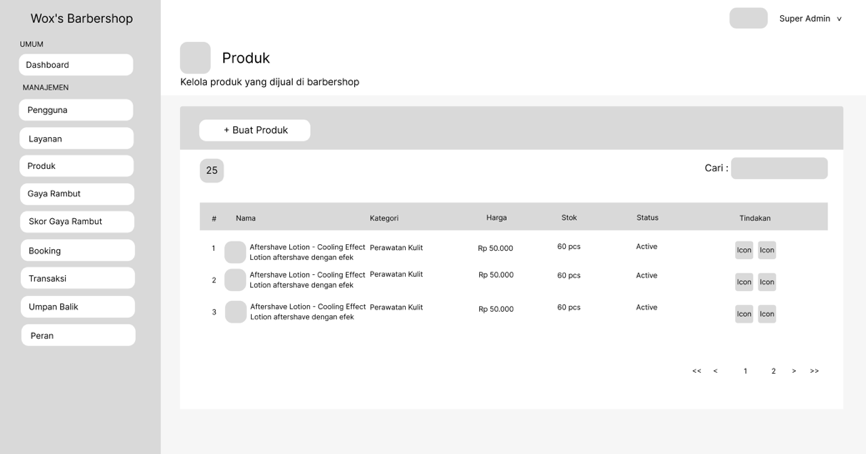 Wox's Barbershop
UMUM
Dashboard
MANAJEMEN
Pengguna
Layanan
Produk
Gaya Rambut
Skor Gaya Rambut
Booking
Transaksi
Umpan Balik
Peran
Super Admin v
Produk
Kelola produk yang dijual di barbershop
+ Buat Produk
25
Cari :
# Nama Kategori Harga Stok Status Tindakan
1 Aftershave Lotion - Cooling Effect Perawatan Kulit Rp 50.000 60 pcs Active Icon Icon
Lotion aftershave dengan efek
2 Aftershave Lotion - Cooling Effect Perawatan Kulit Rp 50.000 60 pcs Active Icon Icon
Lotion aftershave dengan efek
3 Aftershave Lotion - Cooling Effect Perawatan Kulit Rp 50.000 60 pcs Active Icon Icon
Lotion aftershave dengan efek
<< < 1 2 > >>